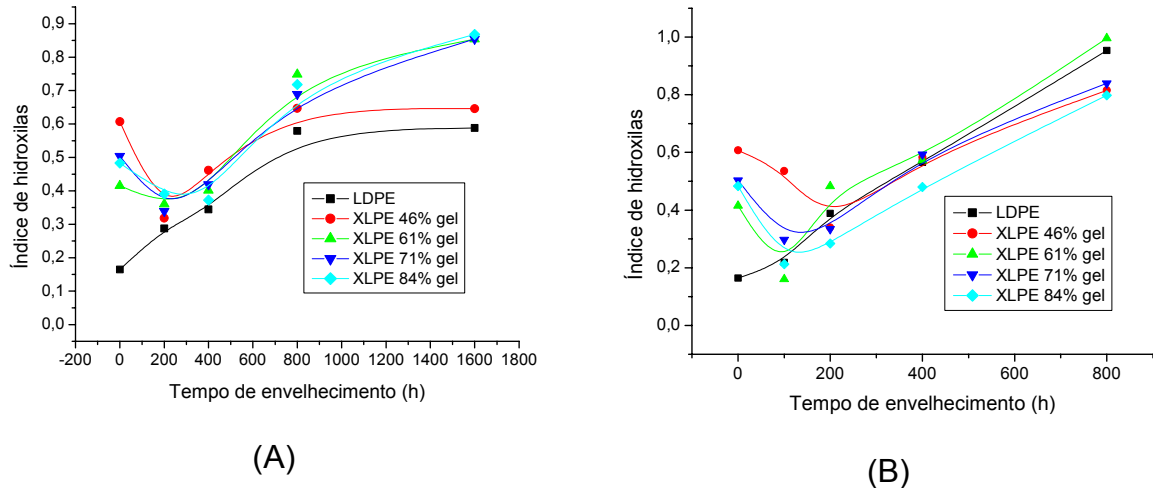 0,9
0,8
0,7
0,6
0,5
0,4
0,3
0,2
0,1
0,0
Índice de hidroxilas
LDPE
XLPE 46% gel
XLPE 61% gel
XLPE 71% gel
XLPE 84% gel
-200 0 200 400 600 800 1000 1200 1400 1600 1800
Tempo de envelhecimento (h)
(A)
1,0
0,8
0,6
0,4
0,2
0,0
Índice de hidroxilas
LDPE
XLPE 46% gel
XLPE 61% gel
XLPE 71% gel
XLPE 84% gel
0 200 400 600 800
Tempo de envelhecimento (h)
(B)